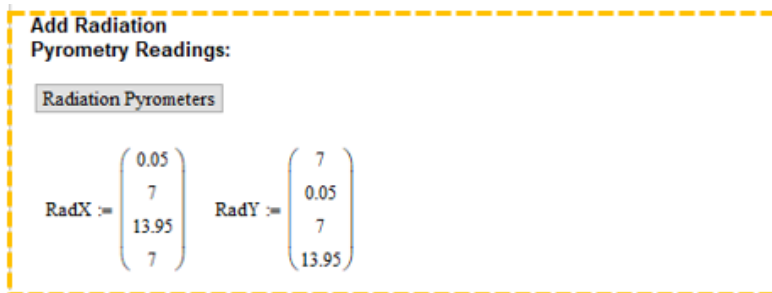 Add Radiation
Pyrometry Readings:
Radiation Pyrometers
RadX := ( 0.05 7 13.95 7 ) RadY := ( 7 0.05 7 13.95 )